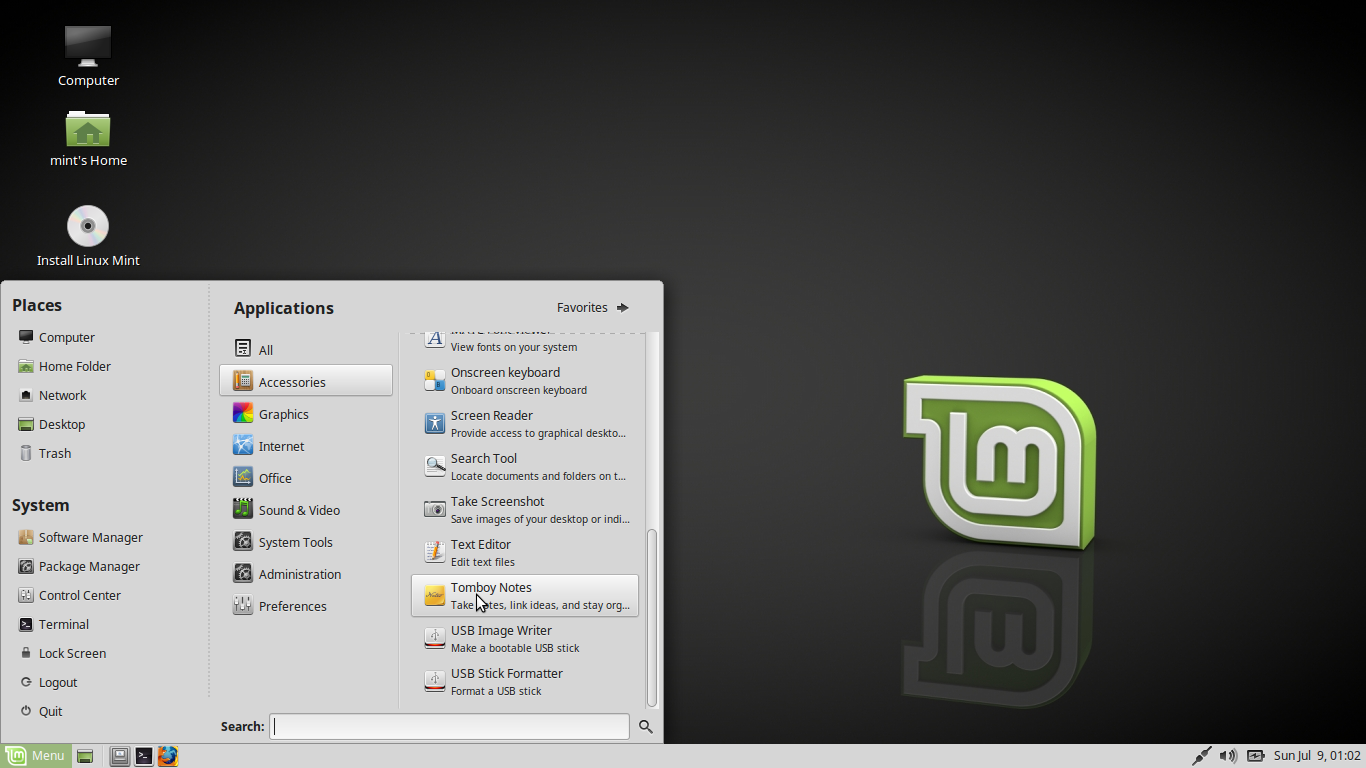 Computer
mint's Home
Install Linux Mint
Places
Computer
Home Folder
Network
Desktop
Trash
System
Software Manager
Package Manager
Control Center
Terminal
Lock Screen
Logout
Quit
Applications
Favorites
All
Accessories
Graphics
Internet
Office
Sound & Video
System Tools
Administration
Preferences
View fonts on your system
Onscreen keyboard
Onboard onscreen keyboard
Screen Reader
Provide access to graphical deskto...
Search Tool
Locate documents and folders on t...
Take Screenshot
Save images of your desktop or indi...
Text Editor
Edit text files
Tomboy Notes
Take notes, link ideas, and stay org...
USB Image Writer
Make a bootable USB stick
USB Stick Formatter
Format a USB stick
Search:
Menu
Sun Jul 9, 01:02